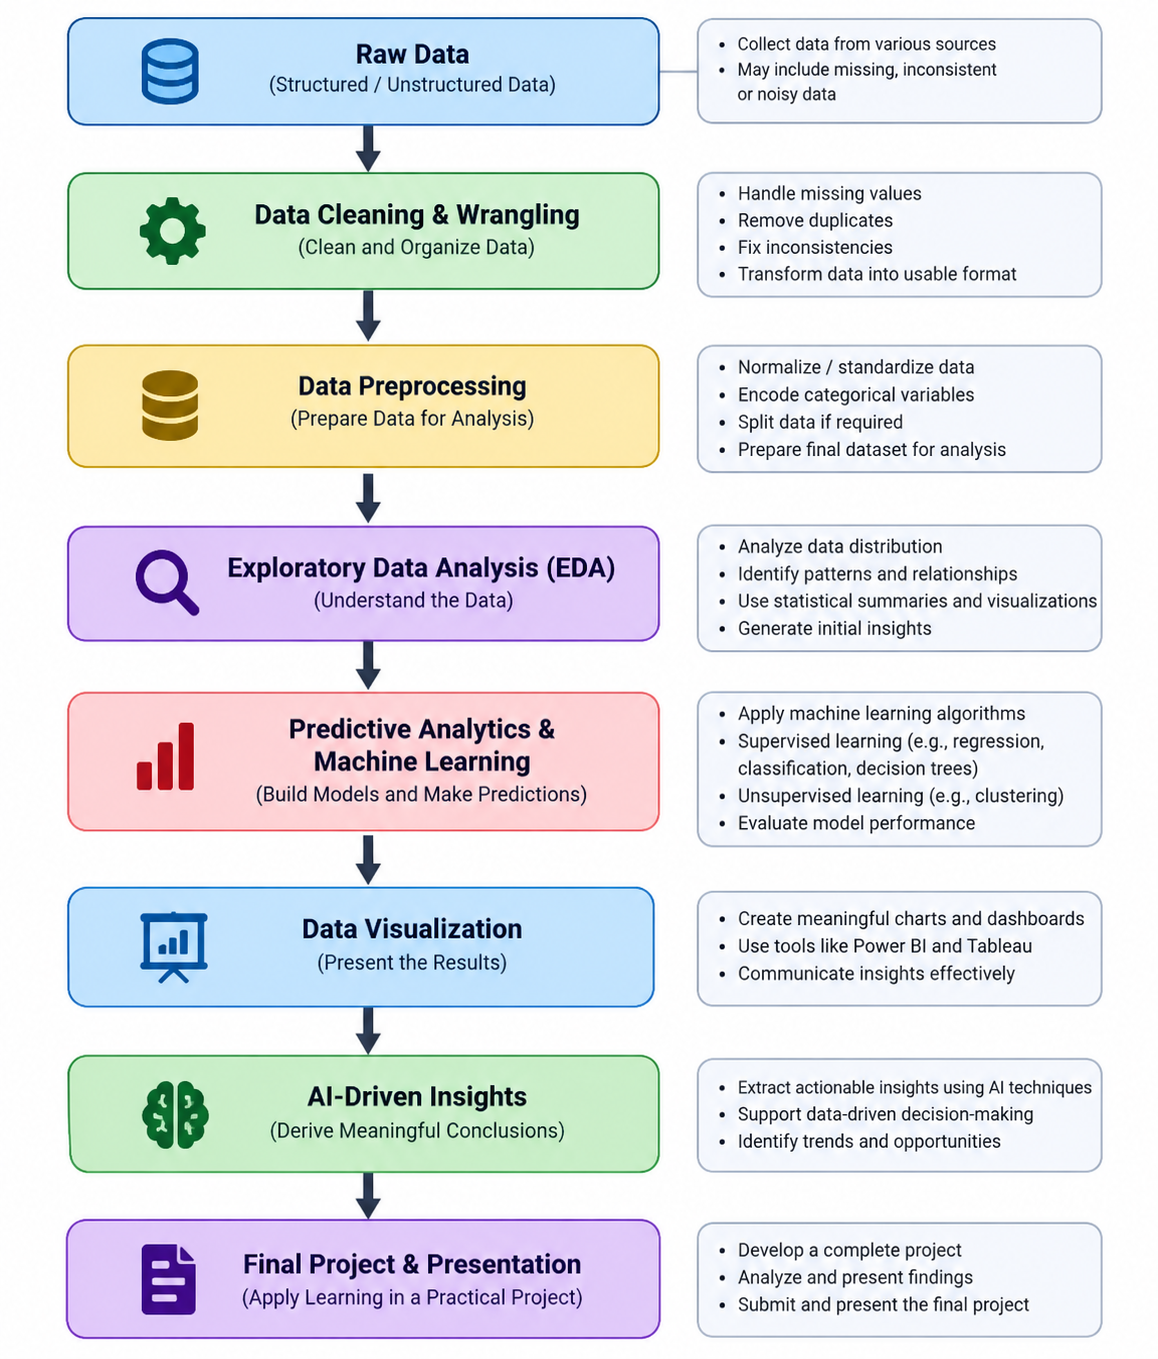 Raw Data
(Structured / Unstructured Data)
• Collect data from various sources
• May include missing, inconsistent
or noisy data
Data Cleaning & Wrangling
(Clean and Organize Data)
• Handle missing values
• Remove duplicates
• Fix inconsistencies
• Transform data into usable format
Data Preprocessing
(Prepare Data for Analysis)
• Normalize / standardize data
• Encode categorical variables
• Split data if required
• Prepare final dataset for analysis
Exploratory Data Analysis (EDA)
(Understand the Data)
• Analyze data distribution
• Identify patterns and relationships
• Use statistical summaries and visualizations
• Generate initial insights
Predictive Analytics &
Machine Learning
(Build Models and Make Predictions)
• Apply machine learning algorithms
• Supervised learning (e.g., regression,
classification, decision trees)
• Unsupervised learning (e.g., clustering)
• Evaluate model performance
Data Visualization
(Present the Results)
• Create meaningful charts and dashboards
• Use tools like Power BI and Tableau
• Communicate insights effectively
AI-Driven Insights
(Derive Meaningful Conclusions)
• Extract actionable insights using AI techniques
• Support data-driven decision-making
• Identify trends and opportunities
Final Project & Presentation
(Apply Learning in a Practical Project)
• Develop a complete project
• Analyze and present findings
• Submit and present the final project